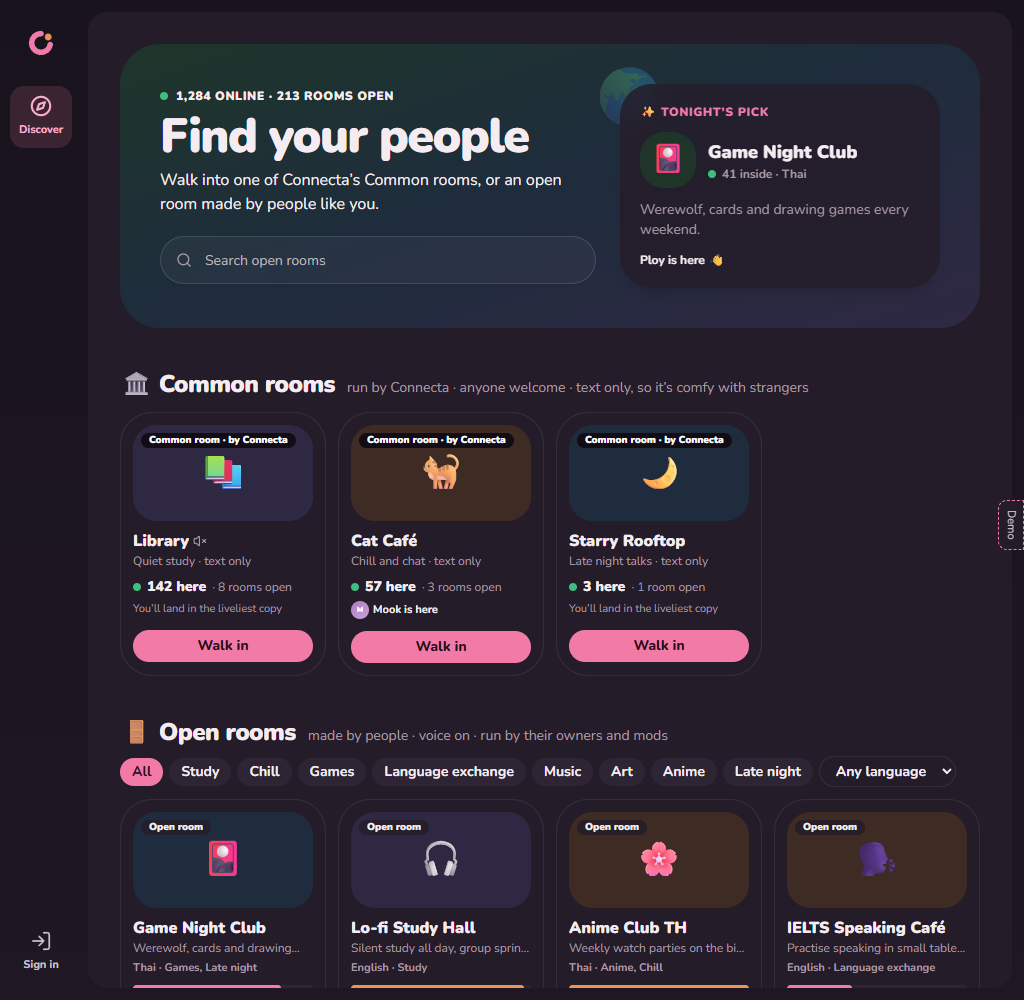 Discover
1,284 ONLINE · 213 ROOMS OPEN
Find your people
Walk into one of Connecta's Common rooms, or an open
room made by people like you.
Search open rooms
✨ TONIGHT'S PICK
Game Night Club
41 inside · Thai
Werewolf, cards and drawing games every
weekend.
Ploy is here 👋
Common rooms run by Connecta · anyone welcome · text only, so it's comfy with strangers
Common room · by Connecta
Library
Quiet study · text only
142 here · 8 rooms open
You'll land in the liveliest copy
Walk in
Common room · by Connecta
Cat Café
Chill and chat · text only
57 here · 3 rooms open
M Mook is here
Walk in
Common room · by Connecta
Starry Rooftop
Late night talks · text only
3 here · 1 room open
You'll land in the liveliest copy
Walk in
Demo
Open rooms made by people · voice on · run by their owners and mods
All Study Chill Games Language exchange Music Art Anime Late night Any language
Open room
Game Night Club
Werewolf, cards and drawing...
Thai · Games, Late night
Open room
Lo-fi Study Hall
Silent study all day, group sprin...
English · Study
Open room
Anime Club TH
Weekly watch parties on the bi...
Thai · Anime, Chill
Open room
IELTS Speaking Café
Practise speaking in small table...
English · Language exchange
Sign in